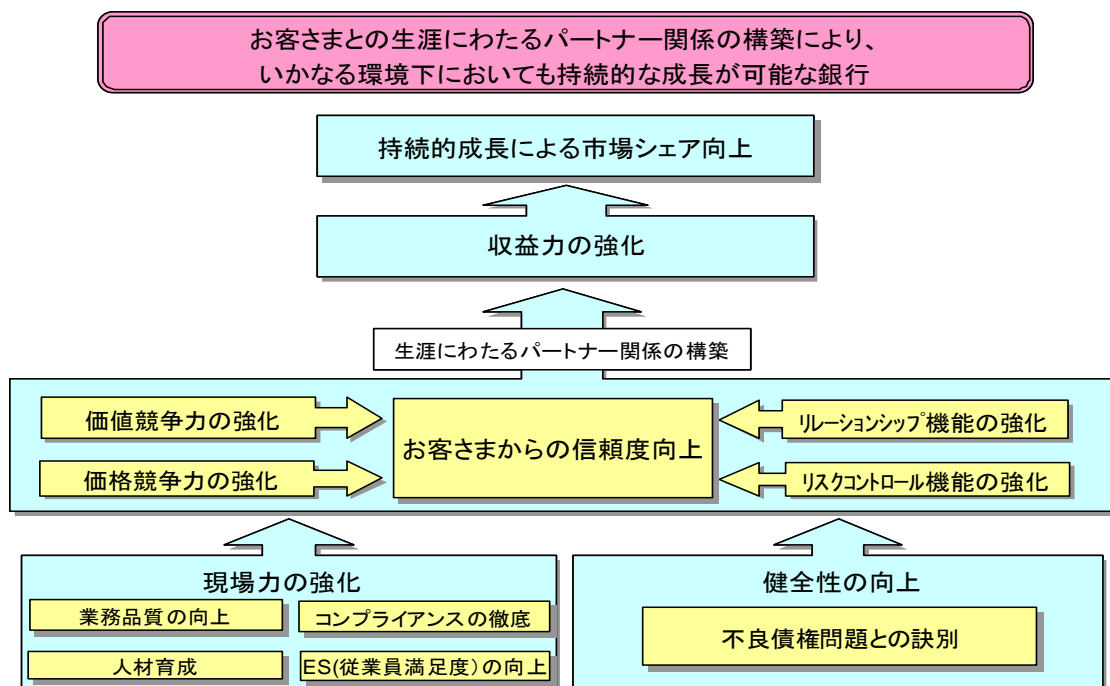 お客さまとの生涯にわたるパートナー関係の構築により、
いかなる環境下においても持続的な成長が可能な銀行
持続的成長による市場シェア向上
収益力の強化
生涯にわたるパートナー関係の構築
価値競争力の強化
価格競争力の強化
お客さまからの信頼度向上
リレーションシップ機能の強化
リスクコントロール機能の強化
現場力の強化
業務品質の向上
コンプライアンスの徹底
人材育成
ES(従業員満足度）の向上
健全性の向上
不良債権問題との訣別